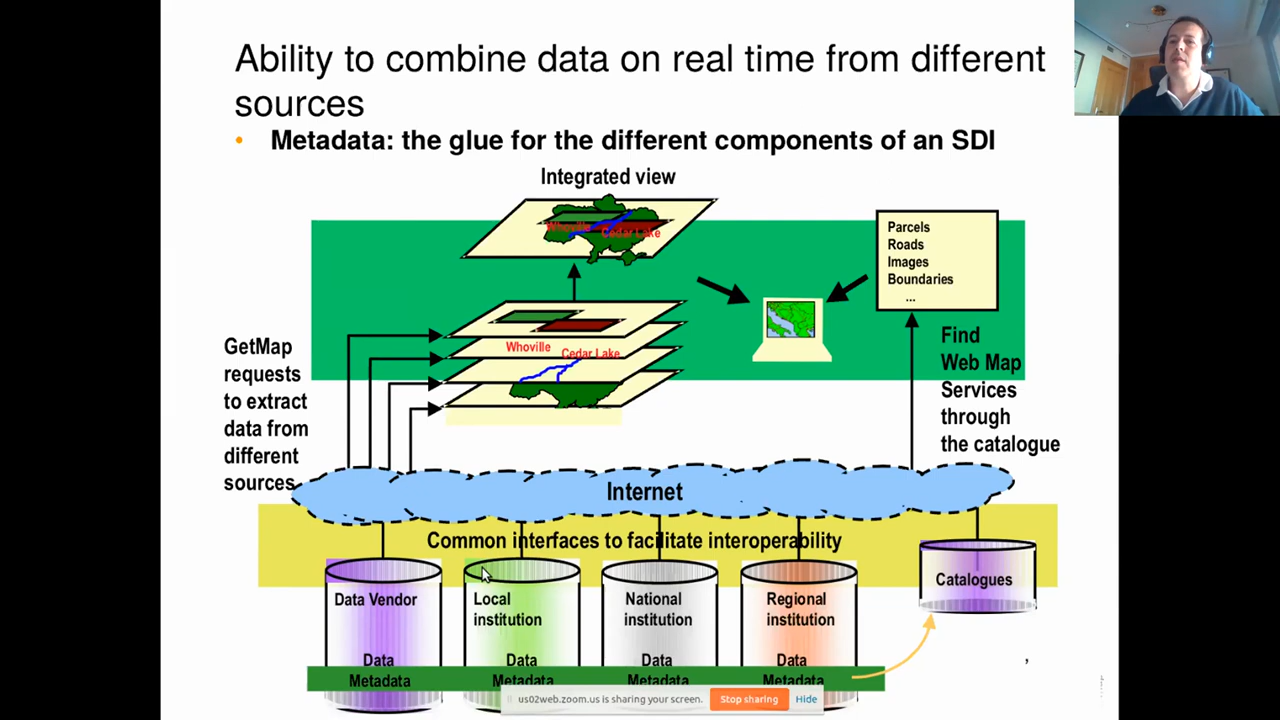 Ability to combine data on real time from different
sources
• Metadata: the glue for the different components of an SDI
Integrated view
Whoville
Cedar Lake
Parcels
Roads
Images
Boundaries
...
Whoville
Cedar Lake
GetMap
requests
to extract
data from
different
sources
Find
Web Map
Services
through
the catalogue
Internet
Common interfaces to facilitate interoperability
Data Vendor
Data
Metadata
Local
institution
Data
Metadata
National
institution
Data
Metadata
Regional
institution
Data
Metadata
Catalogues
,
us02web.zoom.us is sharing your screen.
Stop sharing
Hide